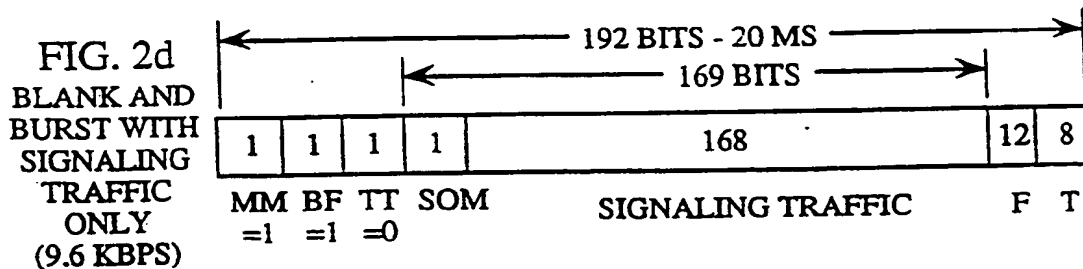 FIG. 2d
BLANK AND
BURST WITH
SIGNALING
TRAFFIC
ONLY
(9.6 KBPS)
192 BITS - 20 MS
169 BITS
1 1 1 1 168 12 8
MM BF TT SOM SIGNALING TRAFFIC F T
=1 =1 =0